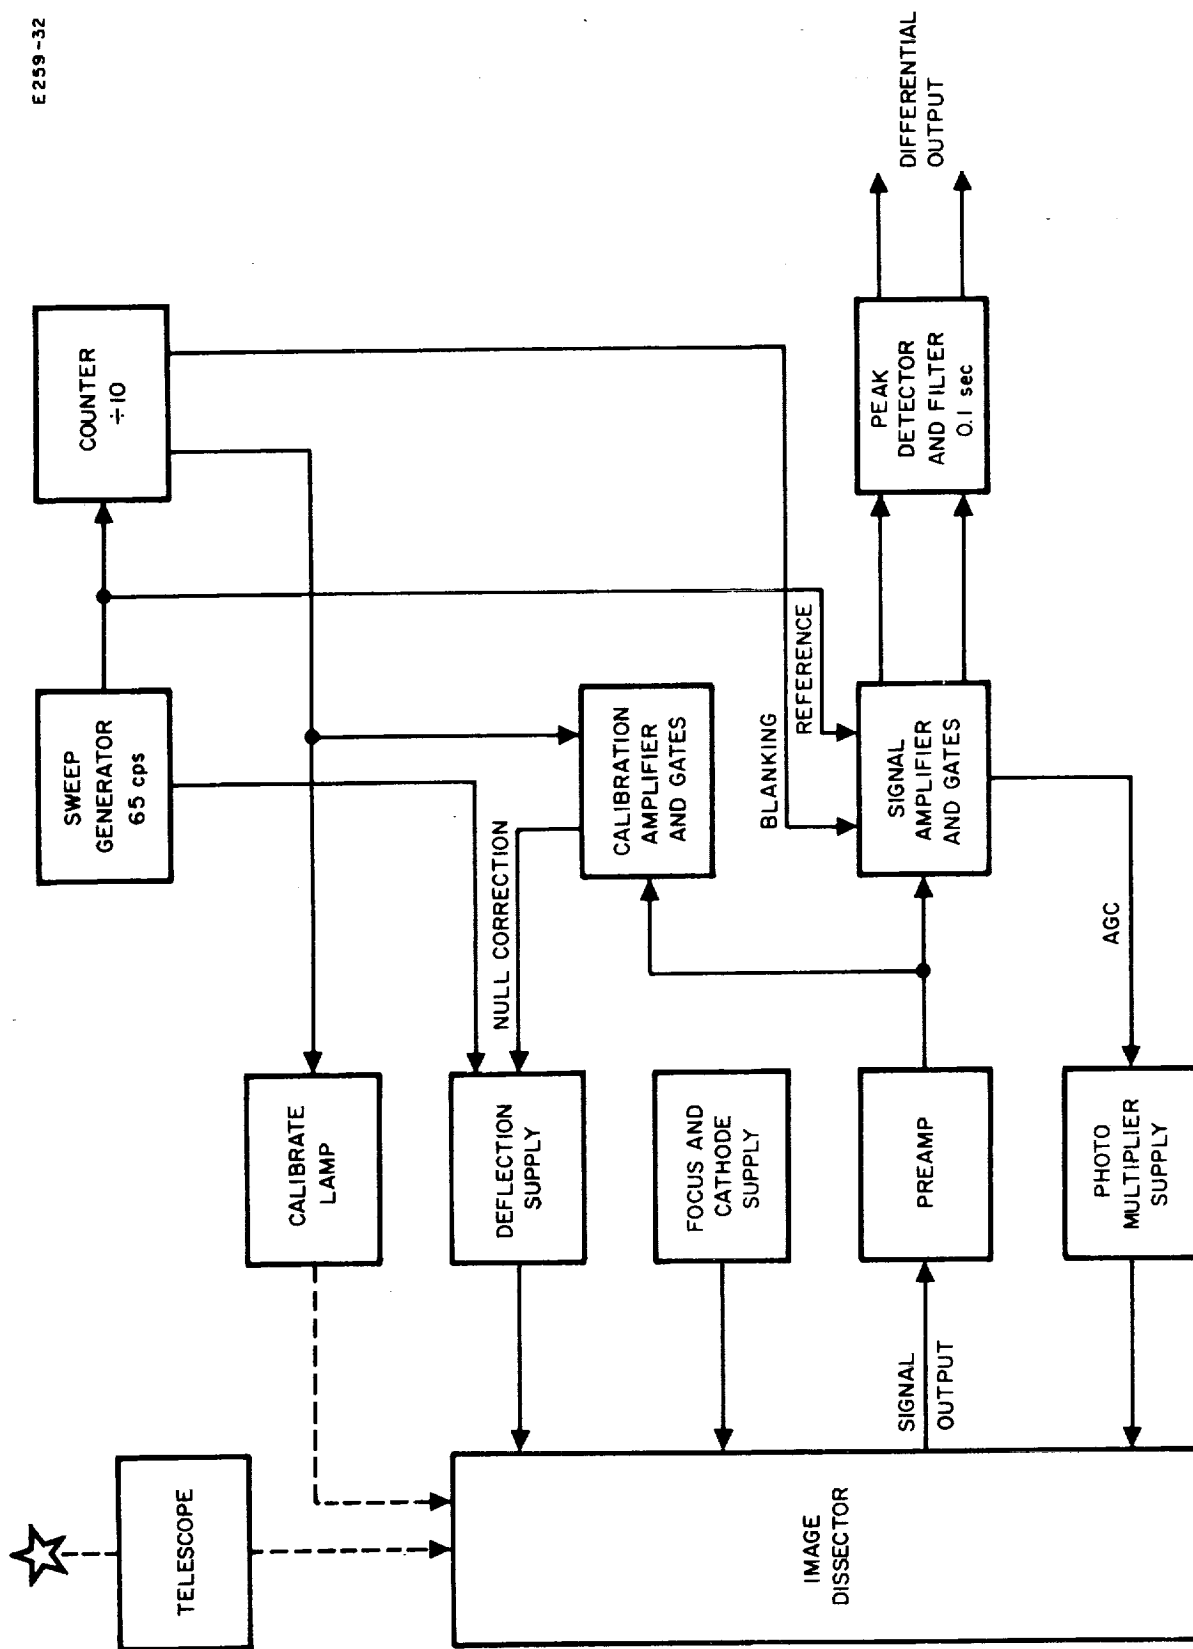 E259-32
TELESCOPE
CALIBRATE
LAMP
SWEEP
GENERATOR
65 cps
COUNTER
÷10
DEFLECTION
SUPPLY
NULL CORRECTION
CALIBRATION
AMPLIFIER
AND GATES
FOCUS AND
CATHODE
SUPPLY
BLANKING
REFERENCE
IMAGE
DISSECTOR
SIGNAL
OUTPUT
PREAMP
SIGNAL
AMPLIFIER
AND GATES
PEAK
DETECTOR
AND FILTER
0.1 sec
DIFFERENTIAL
OUTPUT
AGC
PHOTO
MULTIPLIER
SUPPLY